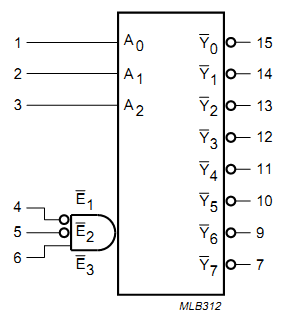 1 A0 Y̅0 15
2 A1 Y̅1 14
3 A2 Y̅2 13
Y̅3 12
Y̅4 11
Y̅5 10
4 E̅1 Y̅6 9
5 E̅2 Y̅7 7
6 E̅3
MLB312